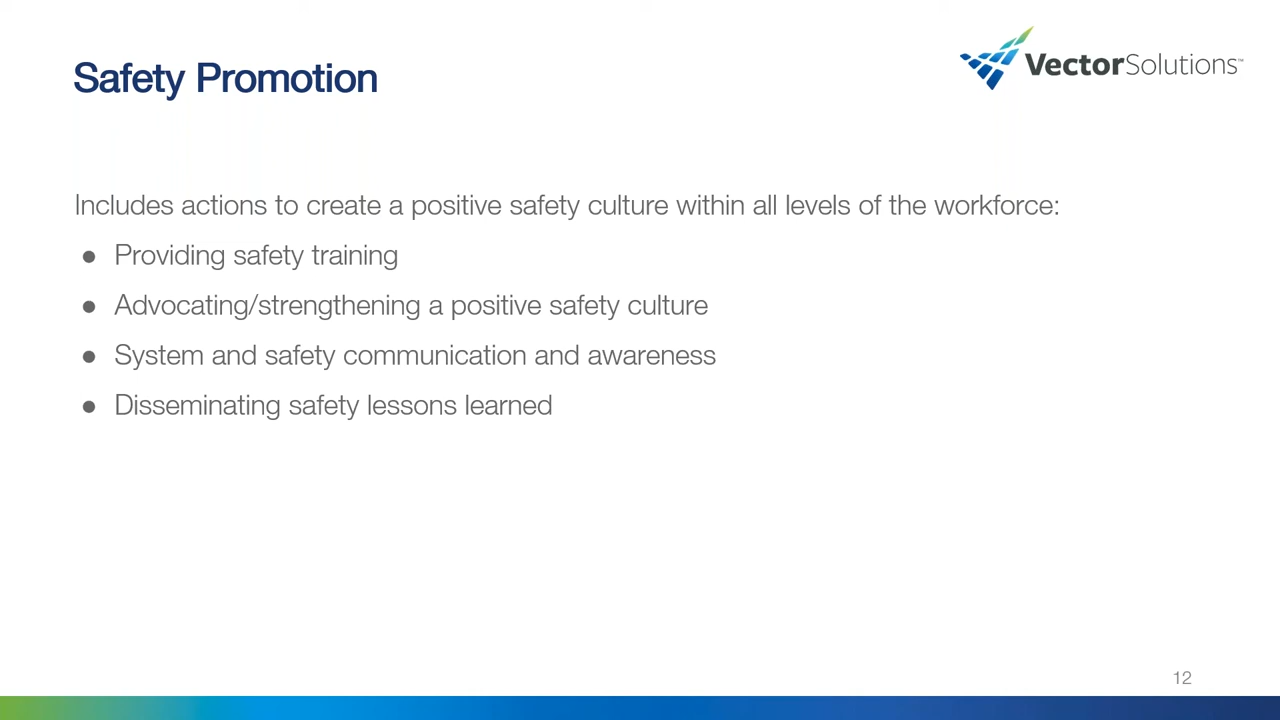 Safety Promotion
VectorSolutions™
Includes actions to create a positive safety culture within all levels of the workforce:
● Providing safety training
● Advocating/strengthening a positive safety culture
● System and safety communication and awareness
● Disseminating safety lessons learned
12